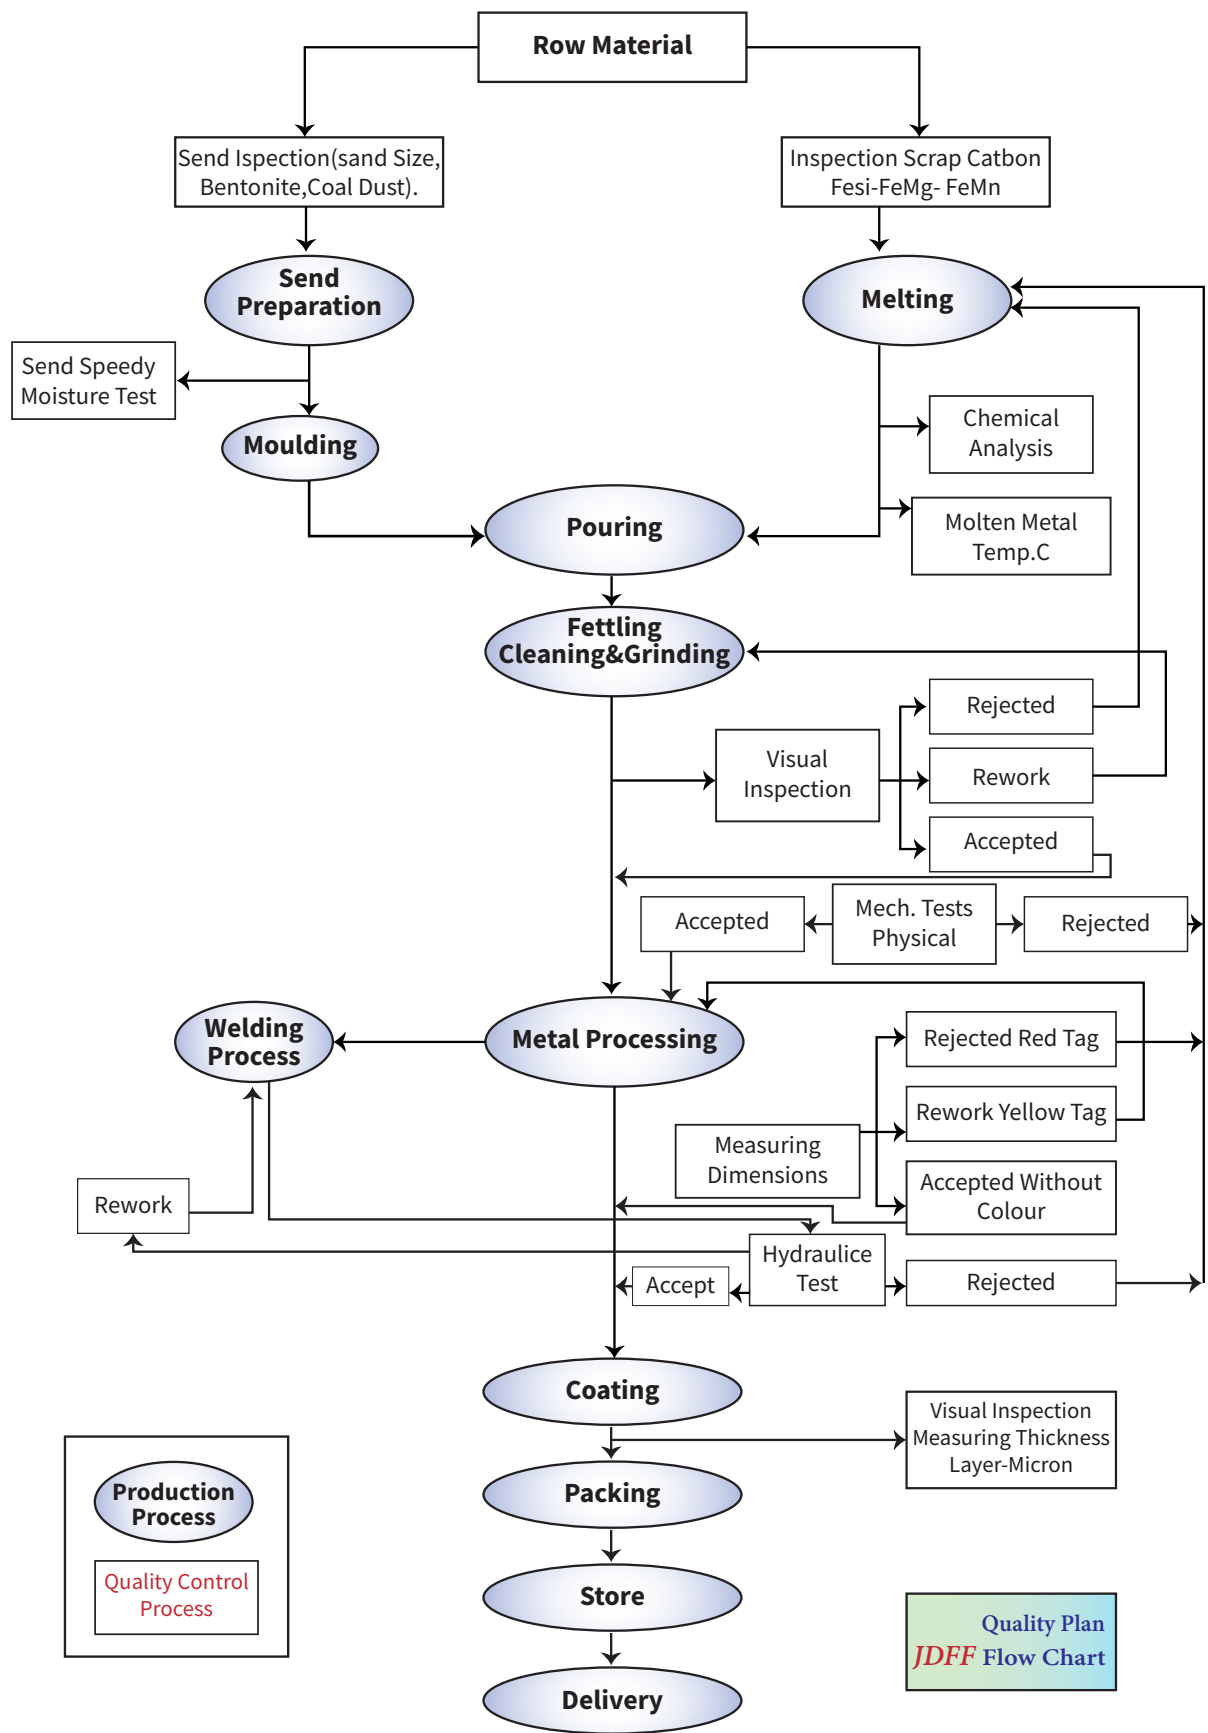 Row Material
Send Ispection(sand Size,
Bentonite,Coal Dust).
Inspection Scrap Catbon
Fesi-FeMg- FeMn
Send
Preparation
Melting
Send Speedy
Moisture Test
Moulding
Chemical
Analysis
Pouring
Molten Metal
Temp.C
Fettling
Cleaning&Grinding
Rejected
Visual
Inspection
Rework
Accepted
Accepted
Mech. Tests
Physical
Rejected
Welding
Process
Metal Processing
Rejected Red Tag
Rework Yellow Tag
Measuring
Dimensions
Accepted Without
Colour
Rework
Hydraulice
Test
Accept
Rejected
Coating
Visual Inspection
Measuring Thickness
Layer-Micron
Packing
Production
Process
Quality Control
Process
Store
Quality Plan
JDFF Flow Chart
Delivery